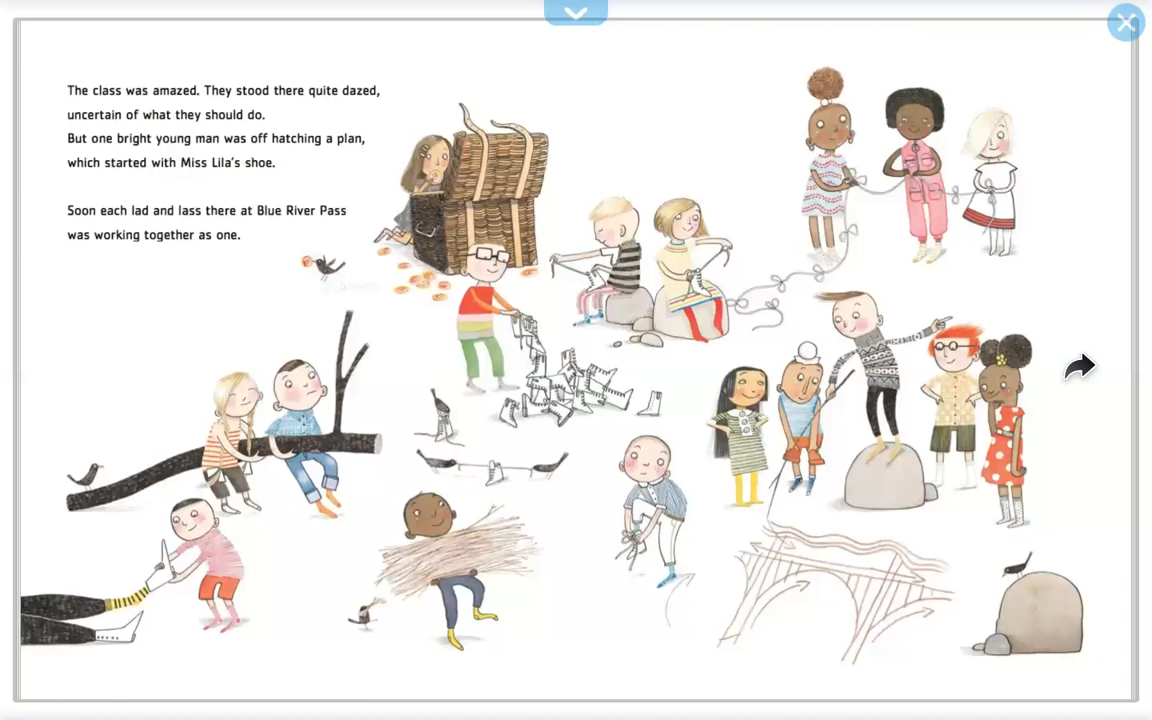 The class was amazed. They stood there quite dazed,
uncertain of what they should do.
But one bright young man was off hatching a plan,
which started with Miss Lila's shoe.
Soon each lad and lass there at Blue River Pass
was working together as one.